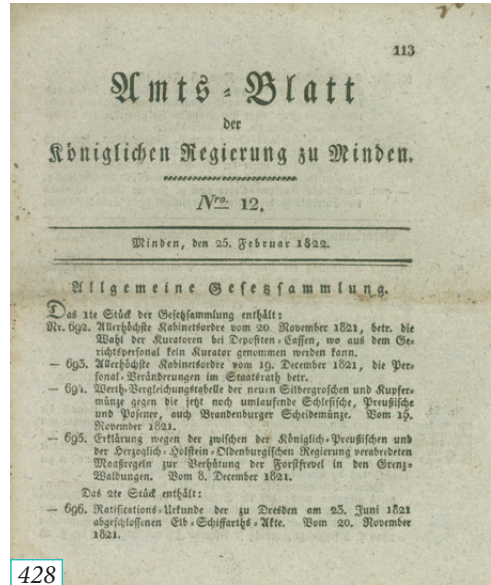 113
Amts-Blatt
der
Königlichen Regierung zu Minden.
Nro. 12.
Minden, den 25. Februar 1822.
Allgemeine Gesetzsammlung.
Das 1te Stück der Gesetzsammlung enthält:
Nr. 692. Allerhöchste Kabinetsordre vom 20. November 1821, betr. die
Wahl der Kuratoren bei Depositen-Cassen, wo aus dem Ge-
richtspersonal kein Kurator genommen werden kann.
— 693. Allerhöchste Kabinetsordre vom 19. December 1821, die Per-
sonal-Veränderungen im Staatsrath betr.
— 694. Werth-Vergleichungstabelle der neuen Silbergroschen und Kupfer-
münze gegen die jetzt noch umlaufende Schlesische, Preußische
und Posener, auch Brandenburger Scheidemünze. Vom 15.
November 1821.
— 695. Erklärung wegen der zwischen der Königlich-Preußischen und
der Herzoglich-Holstein-Oldenburgischen Regierung verabredeten
Maaßregeln zur Verhütung der Forstfrevel in den Grenz-
Waldungen. Vom 8. December 1821.
Das 2te Stück enthält:
— 696. Ratifications-Urkunde der zu Dresden am 23. Juni 1821
abgeschlossenen Elb-Schiffarths-Akte. Vom 20. November
1821.
428